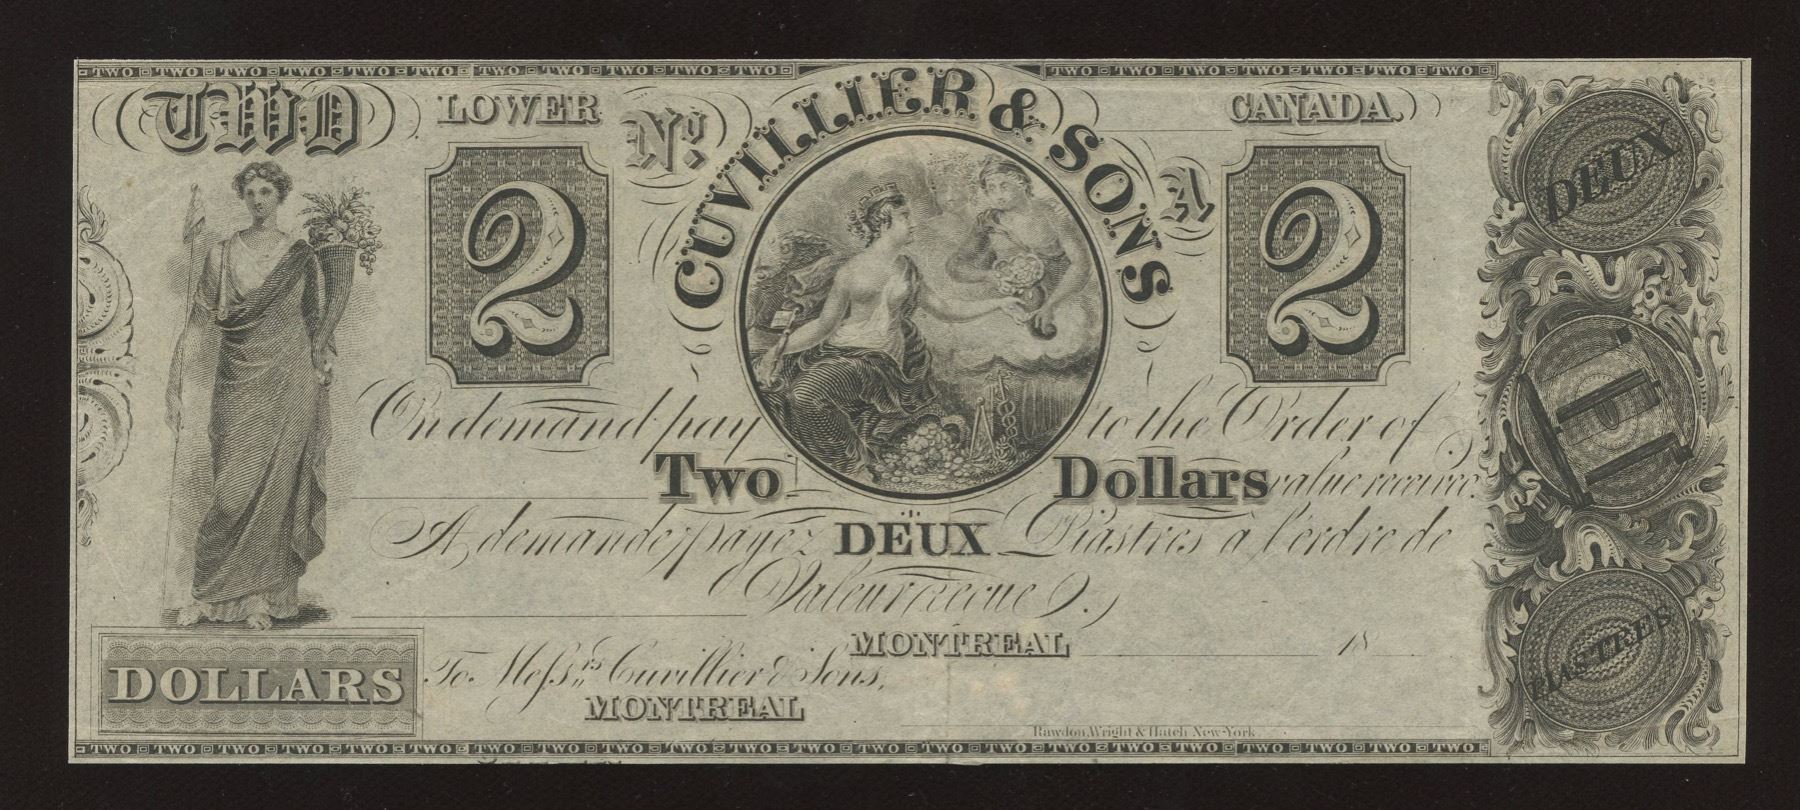 TWO TWO TWO TWO TWO TWO TWO TWO TWO TWO TWO TWO TWO TWO TWO TWO TWO TWO
TWO LOWER No. CUVILLIER & SONS CANADA.
2 A 2
DEUX
II
PIASTRES
On demand pay to the Order of
Two Dollars value received.
A demande, payez DEUX Piastres à l'ordre de
Valeur recue.
MONTREAL 18
DOLLARS
To Messrs. Cuvillier & Sons,
MONTREAL
Rawdon, Wright & Hatch New-York.
TWO TWO TWO TWO TWO TWO TWO TWO TWO TWO TWO TWO TWO TWO TWO TWO TWO TWO TWO TWO TWO TWO